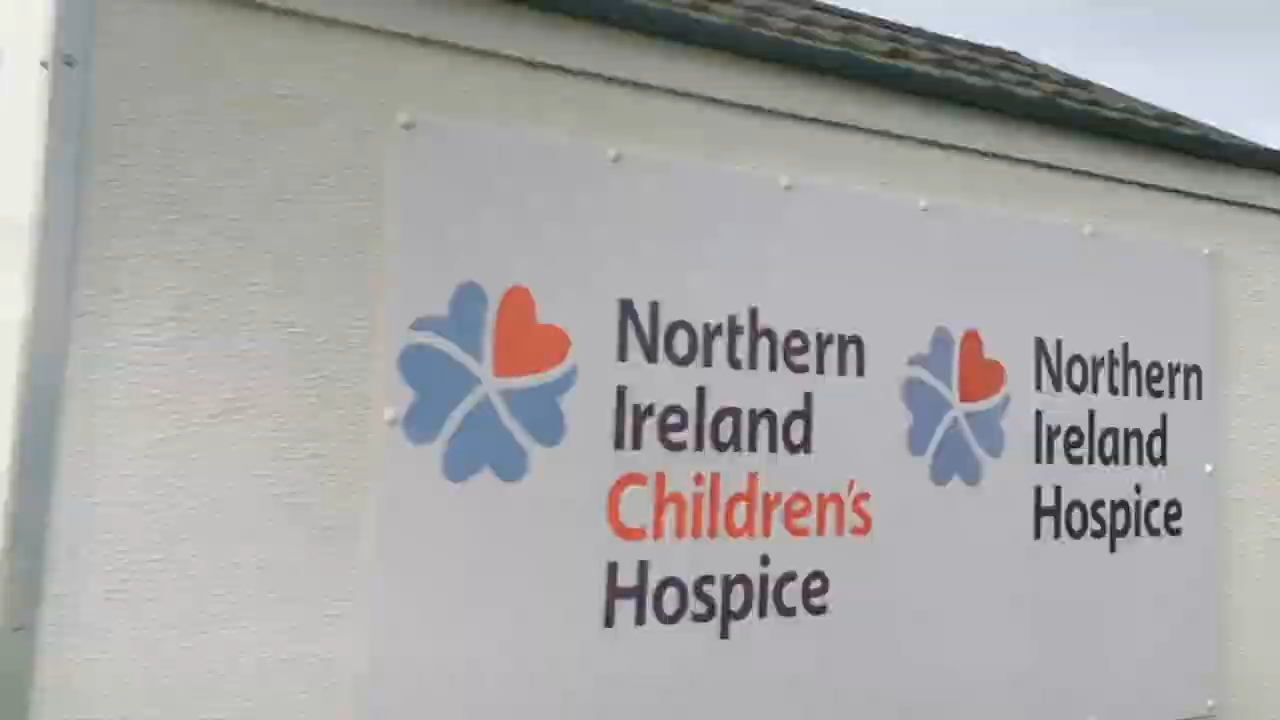 Northern
Ireland
Children's
Hospice
Northern
Ireland
Hospice